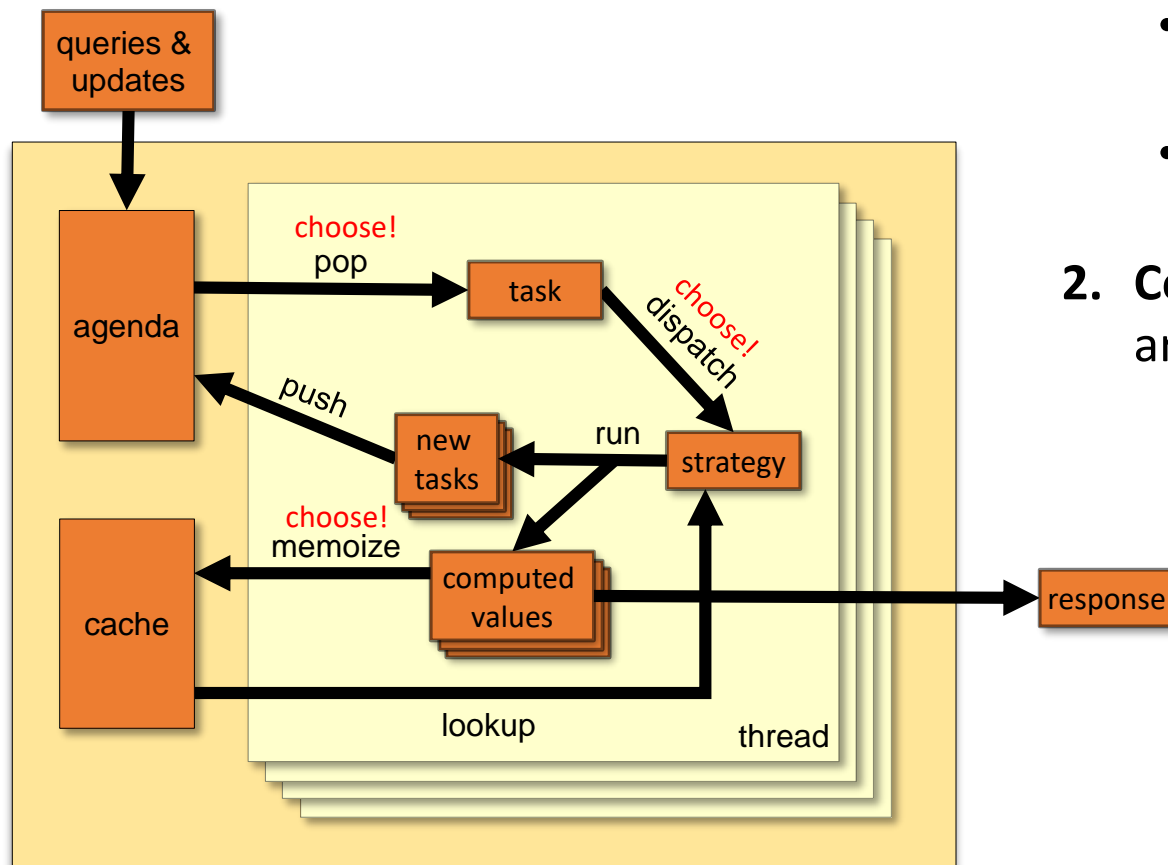 queries &
updates
•
•
choose!
pop
task
choose!
dispatch
agenda
2. C
ar
push
new
tasks
run
strategy
choose!
memoize
computed
values
response
cache
lookup
thread